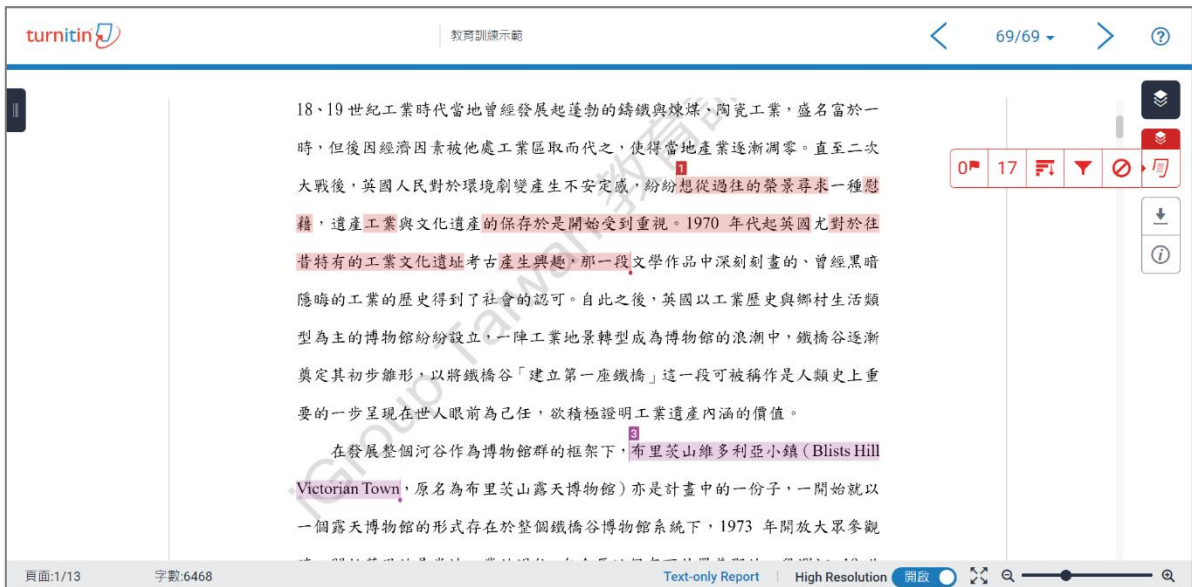 turnitin
教育訓練示範
69/69
18、19 世紀工業時代當地曾經發展起蓬勃的鑄鐵與煉煤、陶瓷工業，盛名富於一
時，但後因經濟因素被他處工業區取而代之，使得當地產業逐漸凋零。直至二次
1
大戰後，英國人民對於環境劇變產生不安定感，紛紛想從過往的榮景尋求一種慰
0 17
藉，遺產工業與文化遺產的保存於是開始受到重視。1970 年代起英國尤對於往
昔特有的工業文化遺址考古產生興趣，那一段文學作品中深刻刻畫的、曾經黑暗
隱晦的工業的歷史得到了社會的認可。自此之後，英國以工業歷史與鄉村生活類
型為主的博物館紛紛設立，一陣工業地景轉型成為博物館的浪潮中，鐵橋谷逐漸
奠定其初步雛形，以將鐵橋谷「建立第一座鐵橋」這一段可被稱作是人類史上重
要的一步呈現在世人眼前為己任，欲積極證明工業遺產內涵的價值。
3
在發展整個河谷作為博物館群的框架下，布里茨山維多利亞小鎮（Blists Hill
Victorian Town，原名為布里茨山露天博物館）亦是計畫中的一份子，一開始就以
一個露天博物館的形式存在於整個鐵橋谷博物館系統下，1973 年開放大眾參觀
iGroup Taiwan 教育訓
頁面:1/13 字數:6468 Text-only Report High Resolution 開啟